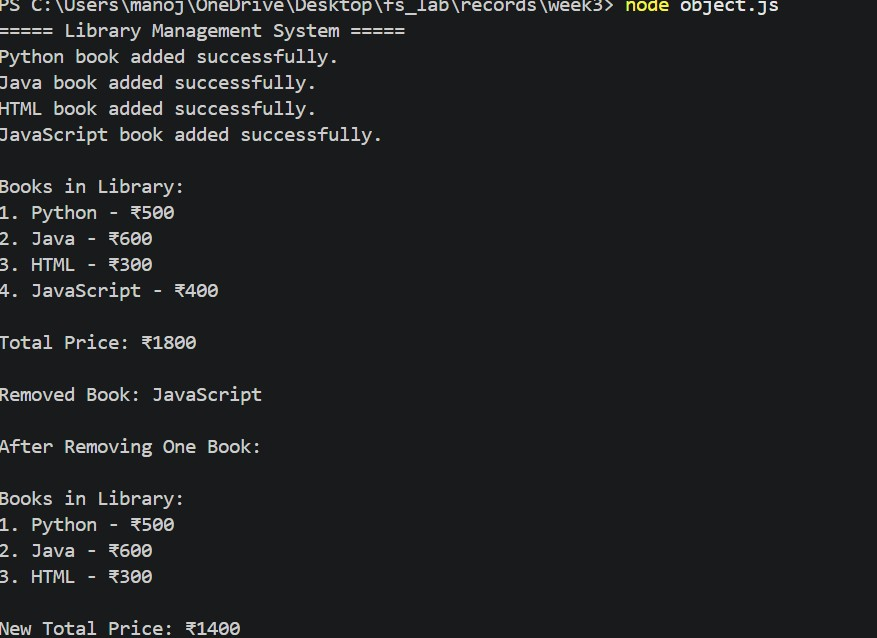 PS C:\Users\manoj\OneDrive\Desktop\fs_lab\records\week3> node object.js
===== Library Management System =====
Python book added successfully.
Java book added successfully.
HTML book added successfully.
JavaScript book added successfully.
Books in Library:
1. Python - ₹500
2. Java - ₹600
3. HTML - ₹300
4. JavaScript - ₹400
Total Price: ₹1800
Removed Book: JavaScript
After Removing One Book:
Books in Library:
1. Python - ₹500
2. Java - ₹600
3. HTML - ₹300
New Total Price: ₹1400